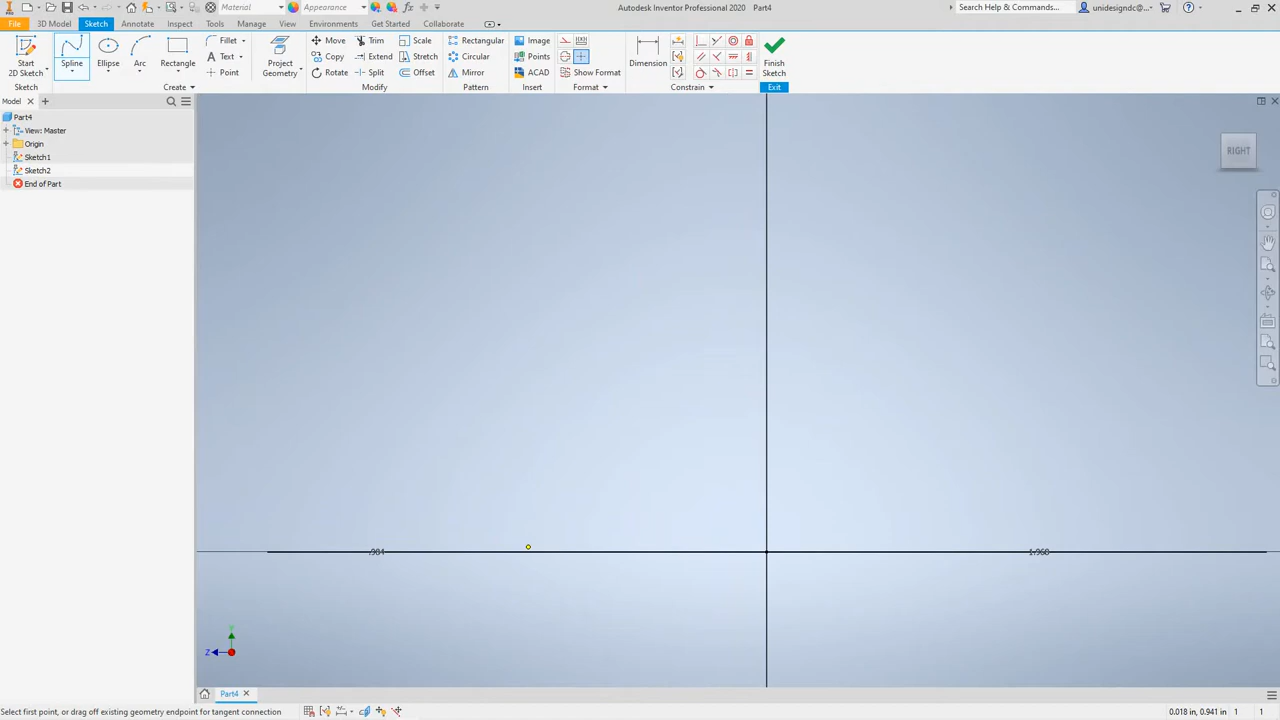 Material
Appearance
Autodesk Inventor Professional 2020 Part4
Search Help & Commands...
unidesigndc@...
File
3D Model
Sketch
Annotate
Inspect
Tools
Manage
View
Environments
Get Started
Collaborate
Start
2D Sketch
Spline
Ellipse
Arc
Rectangle
Fillet
Text
Point
Project
Geometry
Move
Copy
Rotate
Trim
Extend
Split
Scale
Stretch
Offset
Rectangular
Circular
Mirror
Image
Points
ACAD
Show Format
Dimension
Finish
Sketch
Sketch
Create
Modify
Pattern
Insert
Format
Constrain
Exit
Model
Part4
View: Master
Origin
Sketch1
Sketch2
End of Part
RIGHT
.984
1.968
Y
Z
Part4
Select first point, or drag off existing geometry endpoint for tangent connection
0.018 in, 0.941 in
1
1